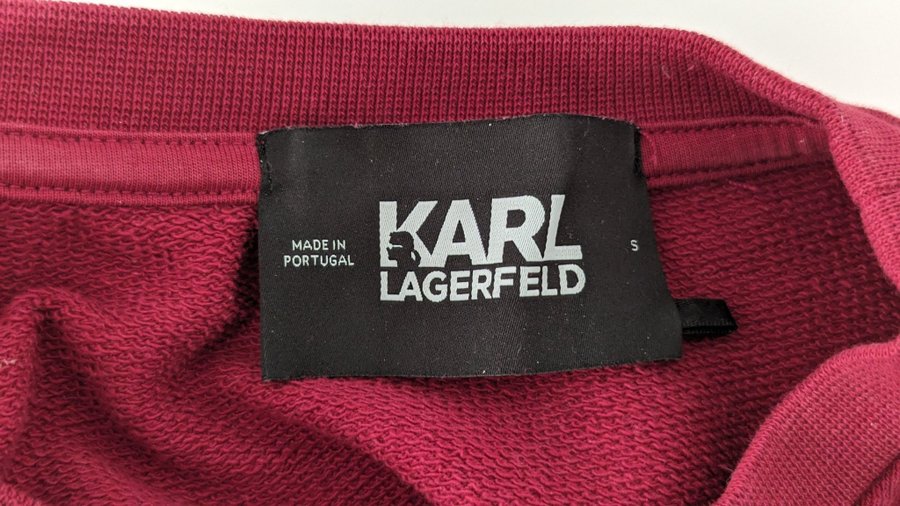 MADE IN
PORTUGAL
KARL
LAGERFELD
S